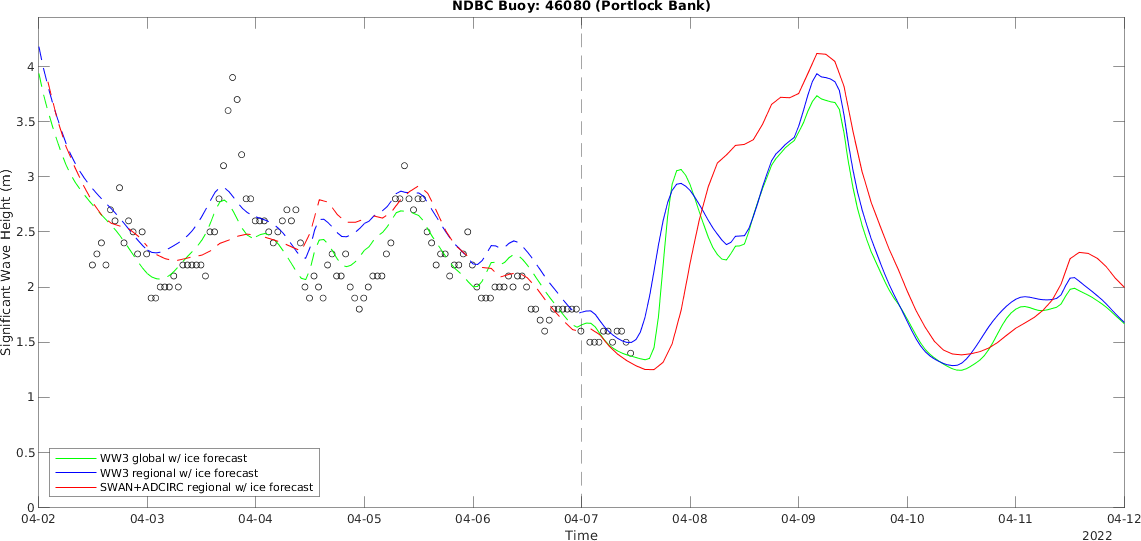 NDBC Buoy: 46080 (Portlock Bank)
Significant Wave Height (m)
4
3.5
3
2.5
2
1.5
1
0.5
0
WW3 global w/ ice forecast
WW3 regional w/ ice forecast
SWAN+ADCIRC regional w/ ice forecast
04-02 04-03 04-04 04-05 04-06 04-07 04-08 04-09 04-10 04-11 04-12
Time
2022